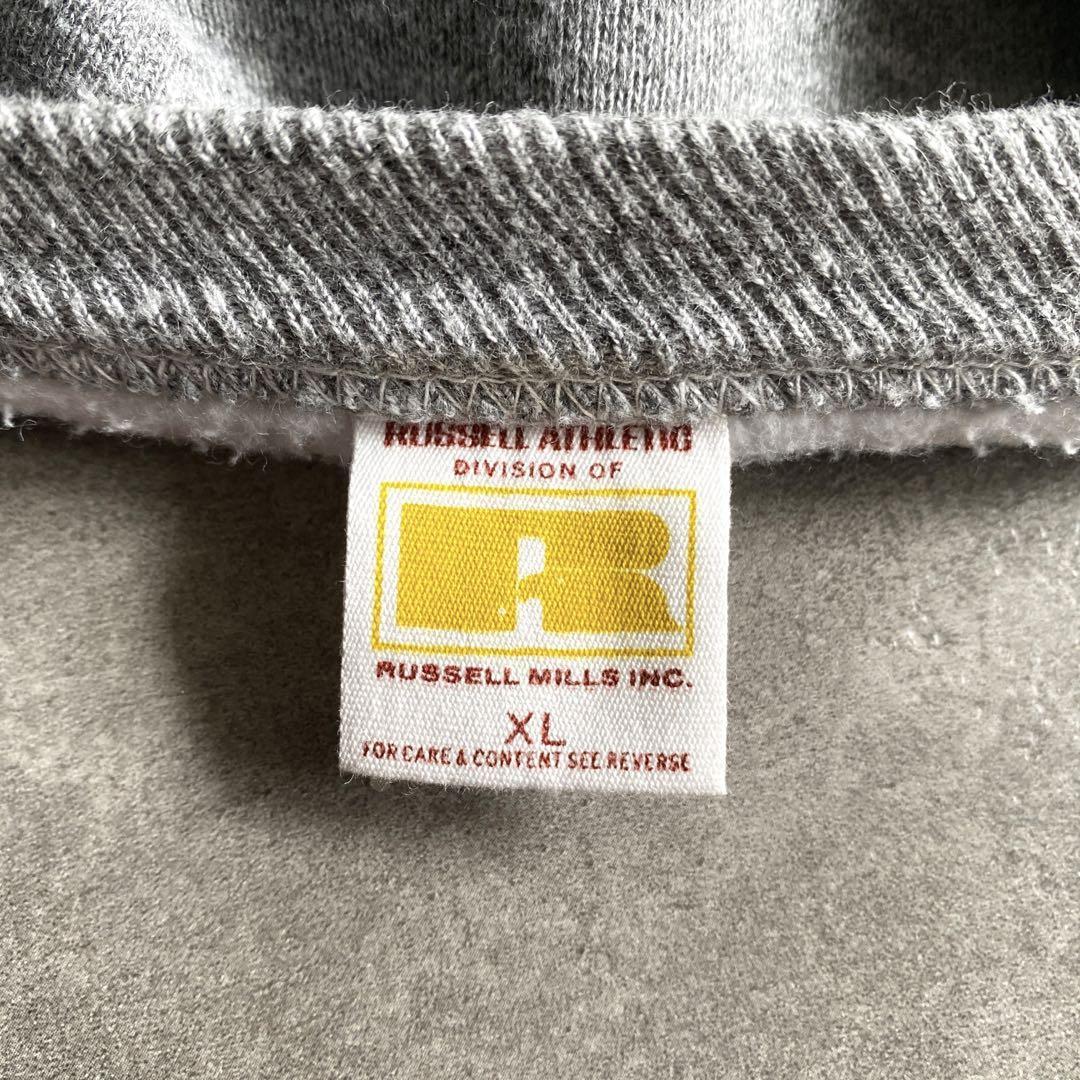 RUSSELL ATHLETIC
DIVISION OF
R
RUSSELL MILLS INC.
XL
FOR CARE & CONTENT SEE REVERSE